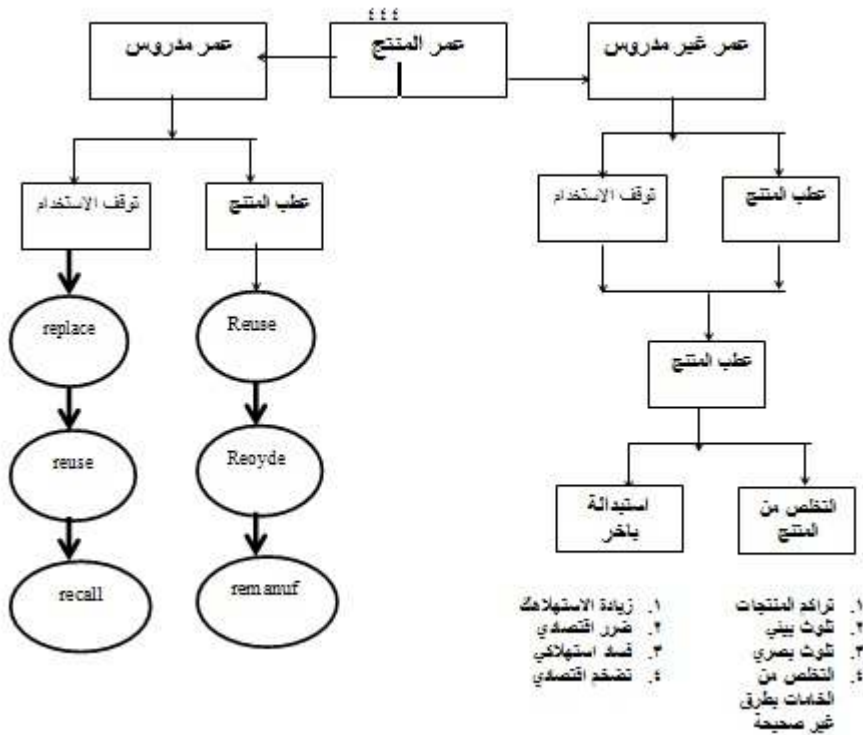 ٤٤٤
عمر مدروس
عمر المنتج
عمر غير مدروس
توقف الاستخدام
عطب المنتج
توقف الاستخدام
عطب المنتج
replace
Reuse
عطب المنتج
reuse
Reoyde
استبدالة
باخر
التخلص من
المنتج
recall
remanuf
١. زيادة الاستهلاك
٢. ضرر اقتصادي
٣. فساد استهلاكي
٤. تضخم اقتصادي
١. تراكم المنتجات
٢. تلوث بيئي
٣. تلوث بصري
٤. التخلص من
الخامات بطرق
غير صحيحة